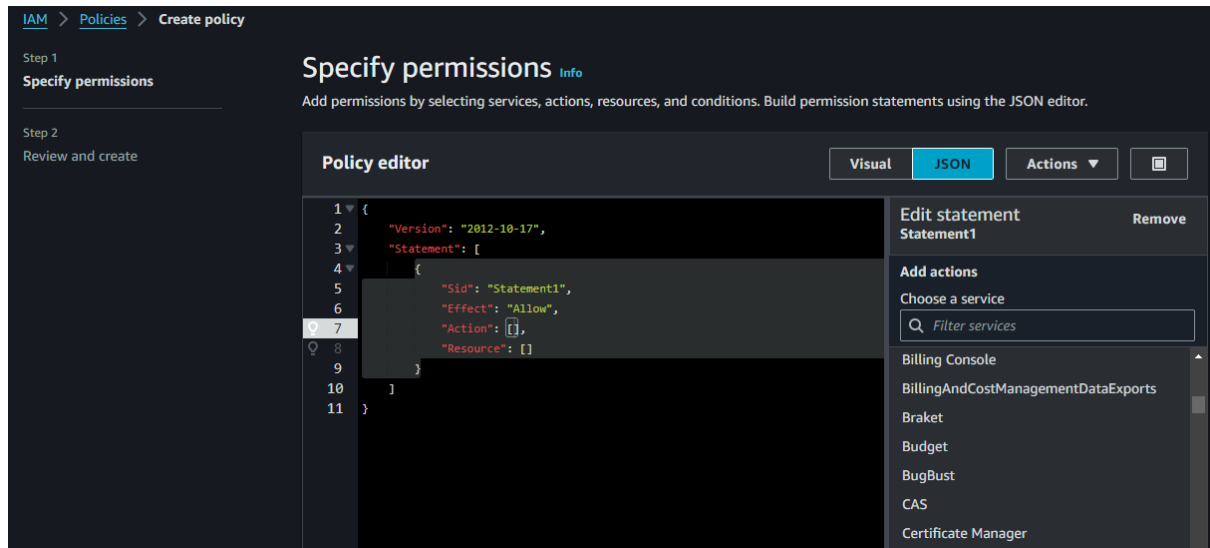 IAM > Policies > Create policy
Step 1
Specify permissions
Step 2
Review and create
Specify permissions Info
Add permissions by selecting services, actions, resources, and conditions. Build permission statements using the JSON editor.
Policy editor
Visual JSON Actions ▼
1 {
2 "Version": "2012-10-17",
3 "Statement": [
4 {
5 "Sid": "Statement1",
6 "Effect": "Allow",
7 "Action": [],
8 "Resource": []
9 }
10 ]
11 }
Edit statement Remove
Statement1
Add actions
Choose a service
Filter services
Billing Console
BillingAndCostManagementDataExports
Braket
Budget
BugBust
CAS
Certificate Manager